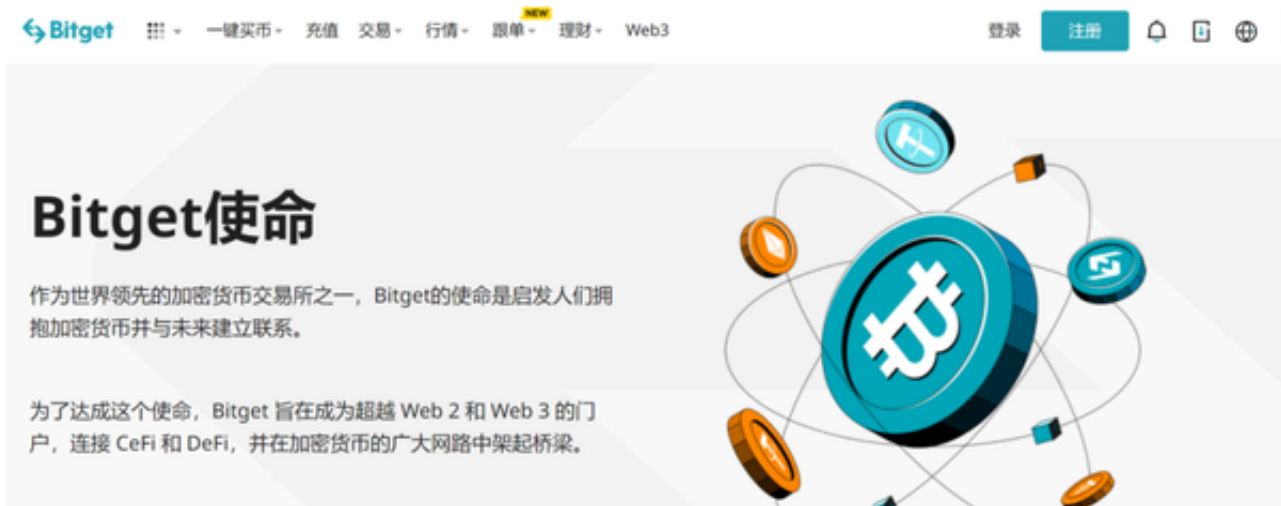 Bitget 一键买币 充值 交易 行情 跟单 NEW 理财 Web3 登录 注册
Bitget使命
作为世界领先的加密货币交易所之一，Bitget的使命是启发人们拥
抱加密货币并与未来建立联系。
为了达成这个使命，Bitget 旨在成为超越 Web 2 和 Web 3 的门
户，连接 CeFi 和 DeFi，并在加密货币的广大网路中架起桥梁。